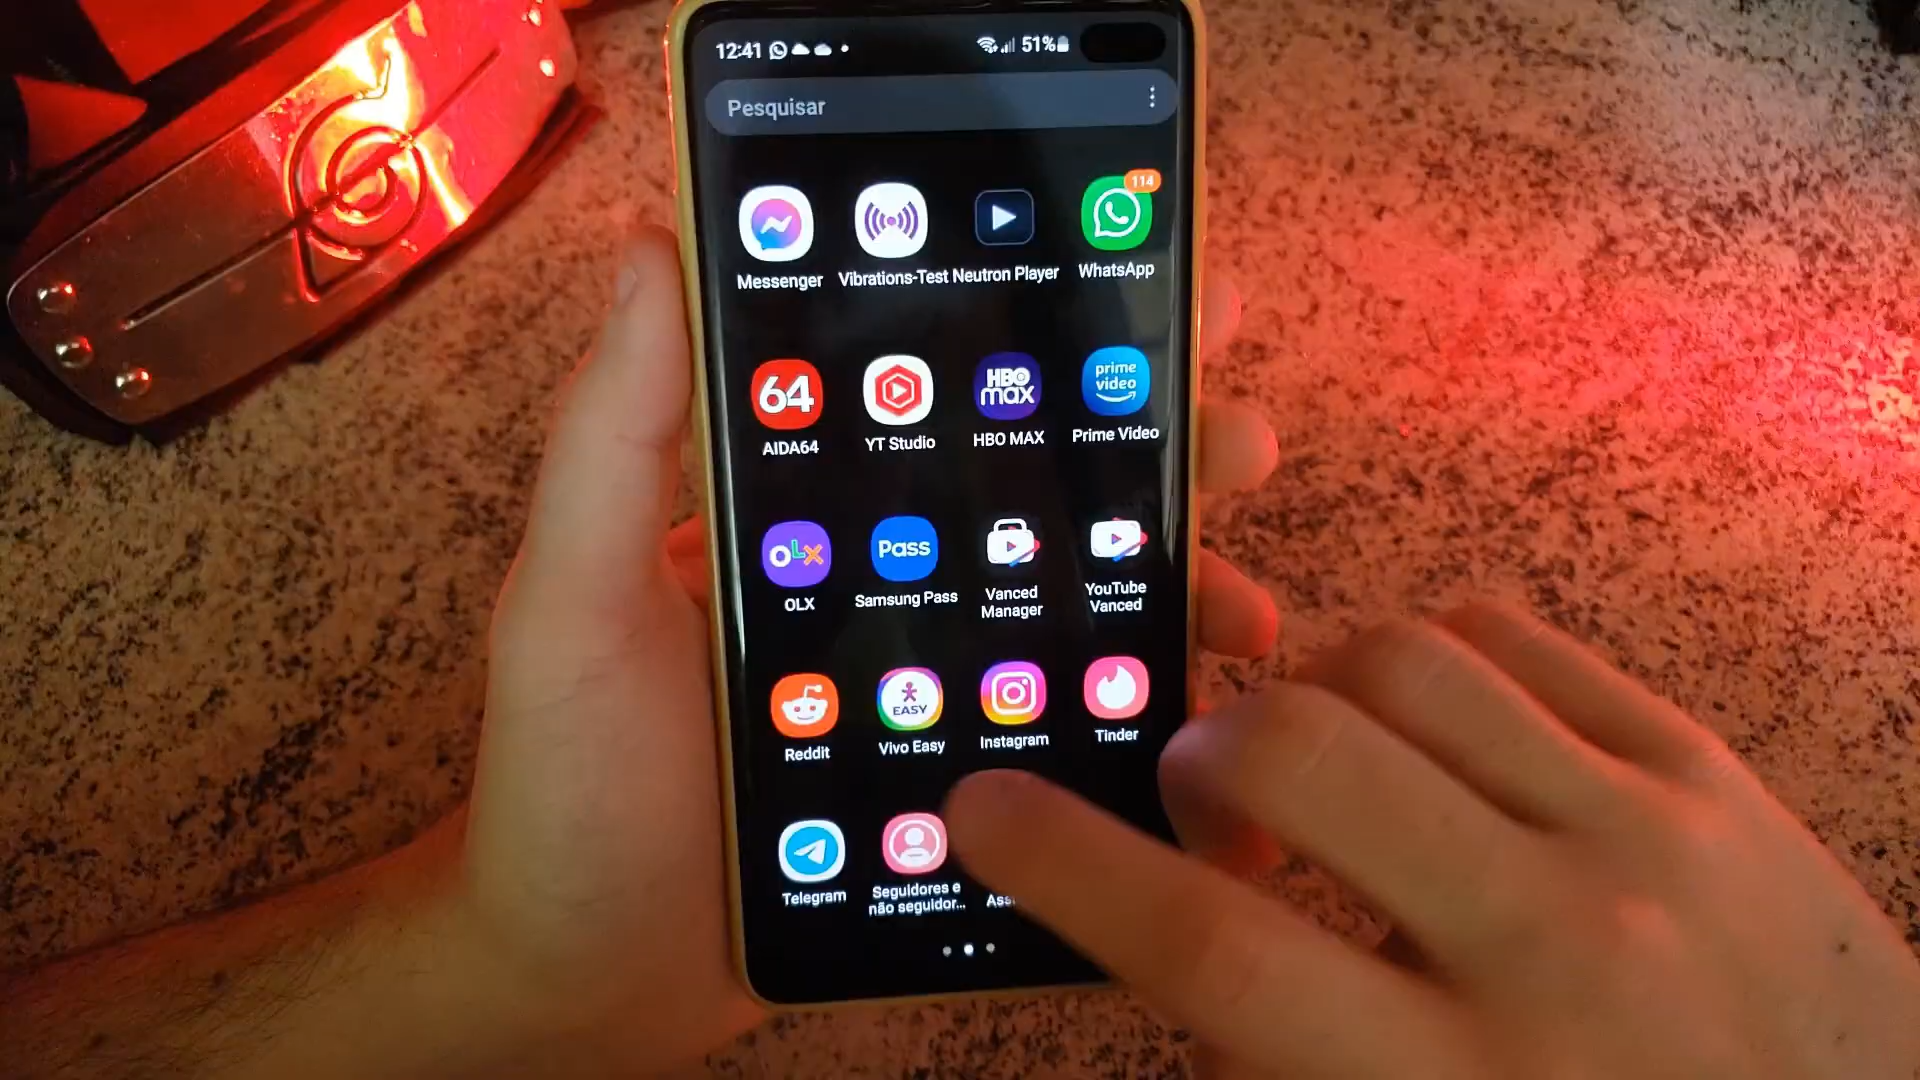 12:41
51%
Pesquisar
114
Messenger
Vibrations-Test
Neutron Player
WhatsApp
64
HBO
max
prime
video
AIDA64
YT Studio
HBO MAX
Prime Video
OLX
Pass
OLX
Samsung Pass
Vanced
Manager
YouTube
Vanced
EASY
Reddit
Vivo Easy
Instagram
Tinder
Telegram
Seguidores e
não seguidor...